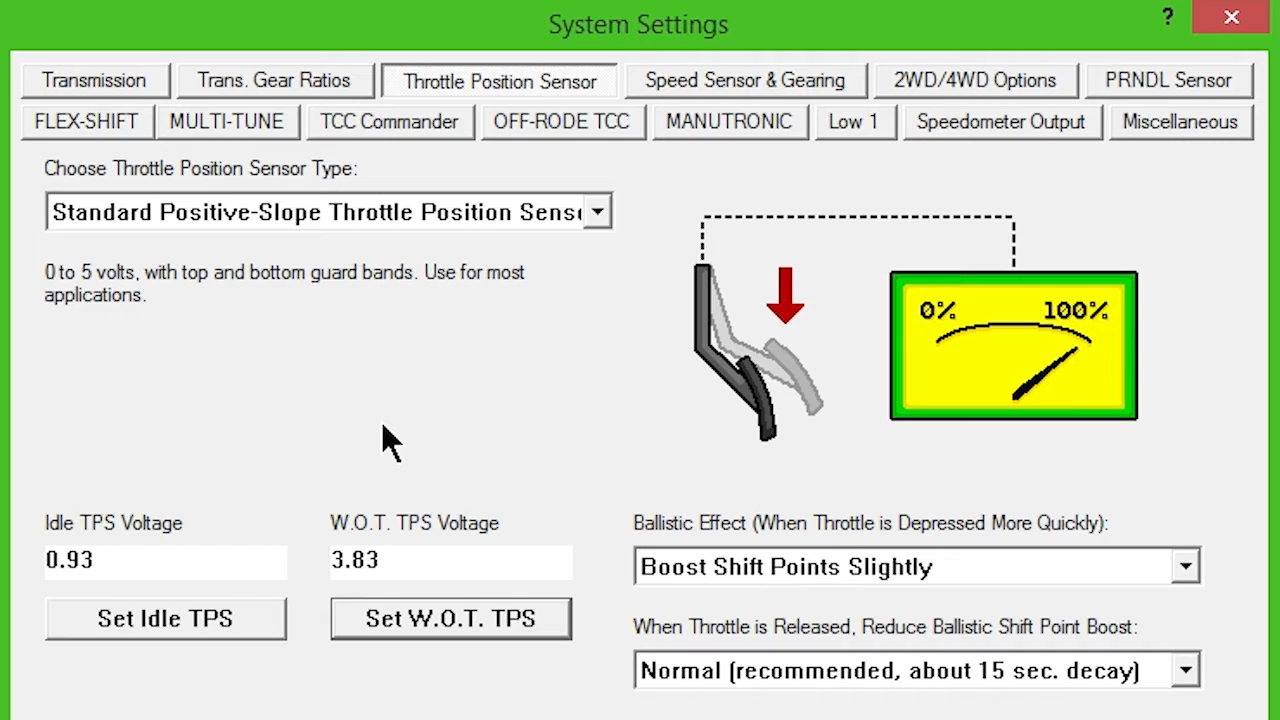 System Settings
?
Transmission Trans. Gear Ratios Throttle Position Sensor Speed Sensor & Gearing 2WD/4WD Options PRNDL Sensor
FLEX-SHIFT MULTI-TUNE TCC Commander OFF-RODE TCC MANUTRONIC Low 1 Speedometer Output Miscellaneous
Choose Throttle Position Sensor Type:
Standard Positive-Slope Throttle Position
0 to 5 volts, with top and bottom guard bands. Use for most
applications.
0% 100%
Idle TPS Voltage W.O.T. TPS Voltage
0.93 3.83
Set Idle TPS Set W.O.T. TPS
Ballistic Effect (When Throttle is Depressed More Quickly):
Boost Shift Points Slightly
When Throttle is Released, Reduce Ballistic Shift Point Boost:
Normal (recommended, about 15 sec. decay)